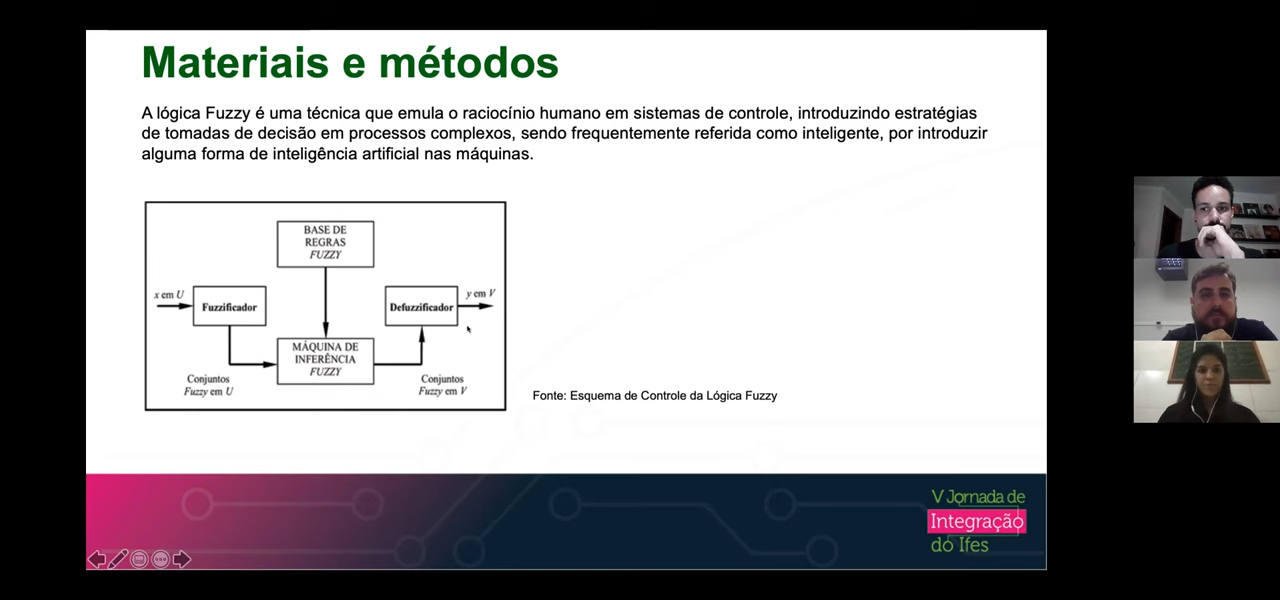 Materiais e métodos
A lógica Fuzzy é uma técnica que emula o raciocínio humano em sistemas de controle, introduzindo estratégias
de tomadas de decisão em processos complexos, sendo frequentemente referida como inteligente, por introduzir
alguma forma de inteligência artificial nas máquinas.
BASE DE
REGRAS
FUZZY
x em U
Fuzzificador
Defuzzificador
y em V
MÁQUINA DE
INFERÊNCIA
FUZZY
Conjuntos
Fuzzy em U
Conjuntos
Fuzzy em V
Fonte: Esquema de Controle da Lógica Fuzzy
V Jornada de
Integração
do Ifes